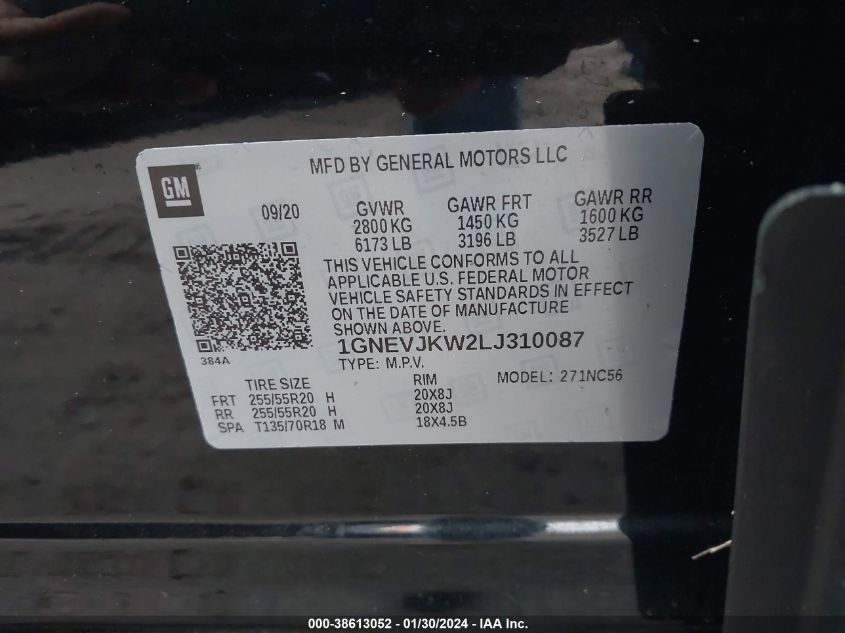 MFD BY GENERAL MOTORS LLC
GM
09/20 GVWR GAWR FRT GAWR RR
2800 KG 1450 KG 1600 KG
6173 LB 3196 LB 3527 LB
THIS VEHICLE CONFORMS TO ALL
APPLICABLE U.S. FEDERAL MOTOR
VEHICLE SAFETY STANDARDS IN EFFECT
ON THE DATE OF MANUFACTURE
SHOWN ABOVE.
1GNEVJKW2LJ310087
384A
TYPE: M.P.V.
TIRE SIZE RIM MODEL: 271NC56
FRT 255/55R20 H 20X8J
RR 255/55R20 H 20X8J
SPA T135/70R18 M 18X4.5B
000-38613052 - 01/30/2024 - IAA Inc.